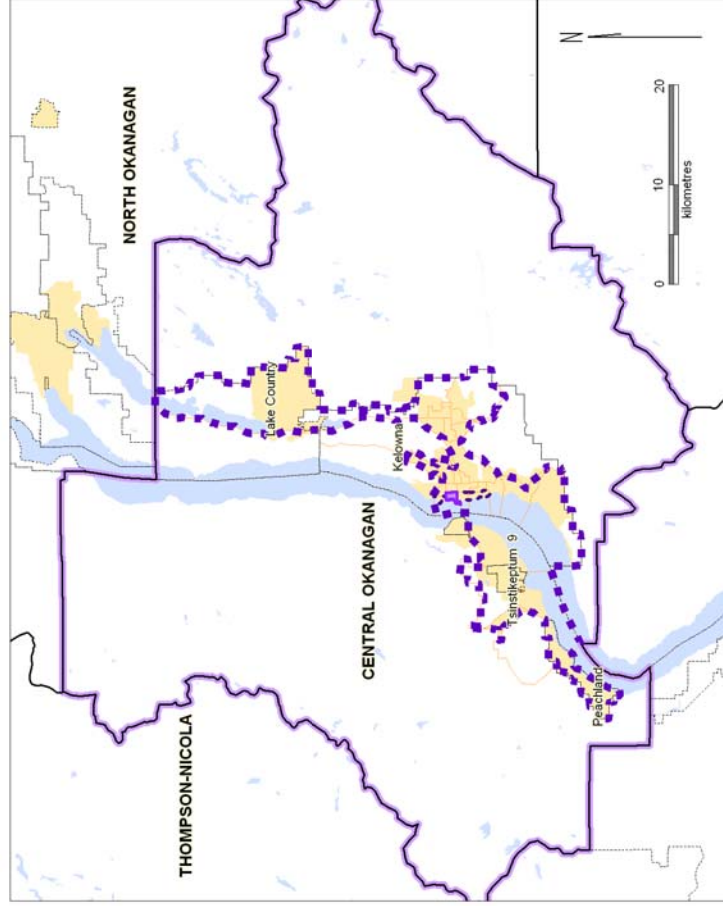 NORTH OKANAGAN
THOMPSON-NICOLA
CENTRAL OKANAGAN
Lake Country
Kelowna
Tsinstikeptum 9
Peachland
N
0 10 20
kilometres